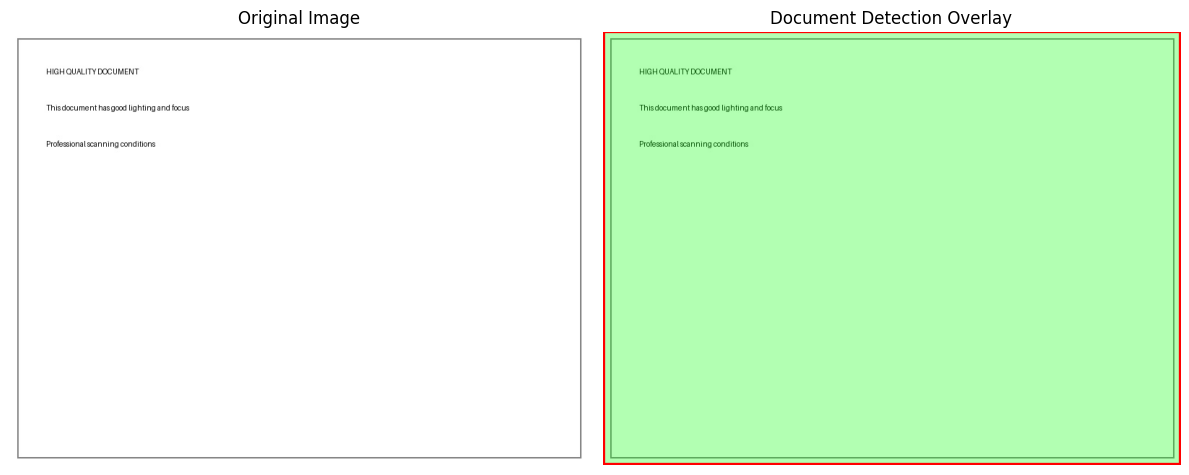 Original Image
HIGH QUALITY DOCUMENT
This document has good lighting and focus
Professional scanning conditions
Document Detection Overlay
HIGH QUALITY DOCUMENT
This document has good lighting and focus
Professional scanning conditions